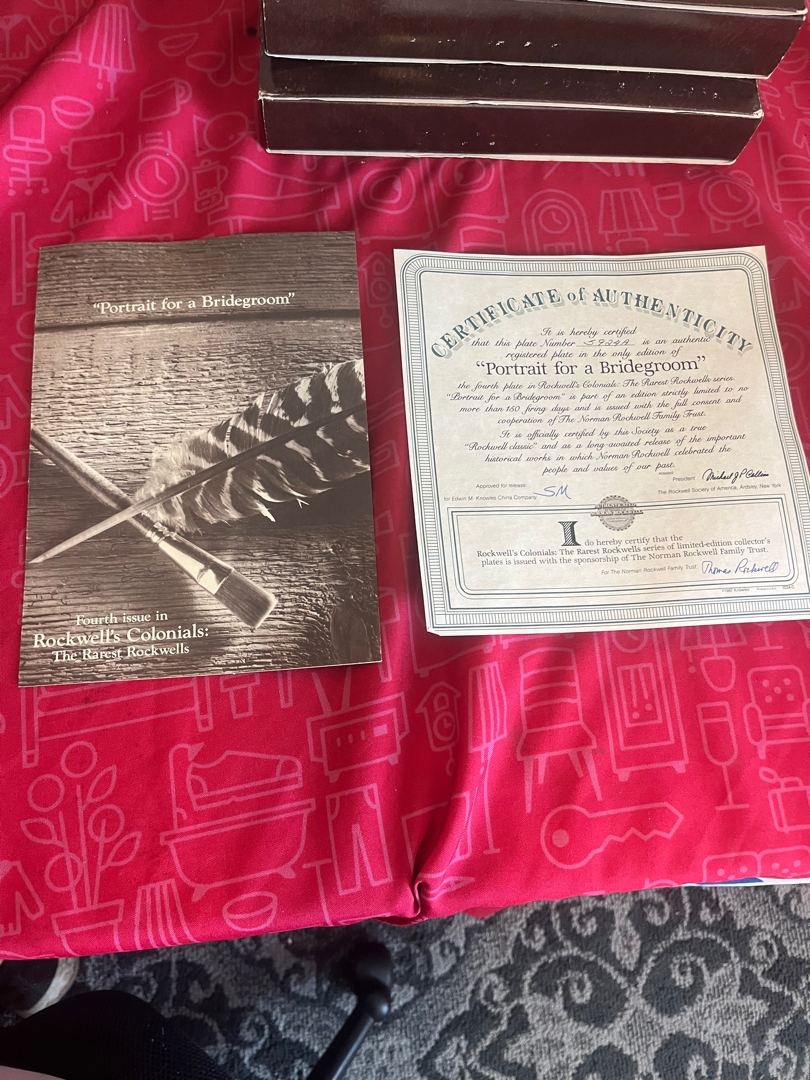 "Portrait for a Bridegroom"
Fourth issue in
Rockwell's Colonials:
The Rarest Rockwells
CERTIFICATE of AUTHENTICITY
It is hereby certified
that this plate Number 5924A is an authentic
registered plate in the only edition of
"Portrait for a Bridegroom"
the fourth plate in Rockwell's Colonials: The Rarest Rockwells series.
"Portrait for a Bridegroom" is part of an edition strictly limited to no
more than 150 firing days and is issued with the full consent and
cooperation of The Norman Rockwell Family Trust.
It is officially certified by this Society as a true
"Rockwell classic" and as a long-awaited release of the important
historical works in which Norman Rockwell celebrated the
people and values of our past.
Approved for release:
for Edwin M. Knowles China Company SM
President
The Rockwell Society of America, Ardsley, New York
I do hereby certify that the
Rockwell's Colonials: The Rarest Rockwells series of limited-edition collector's
plates is issued with the sponsorship of The Norman Rockwell Family Trust.
For The Norman Rockwell Family Trust: Thomas Rockwell